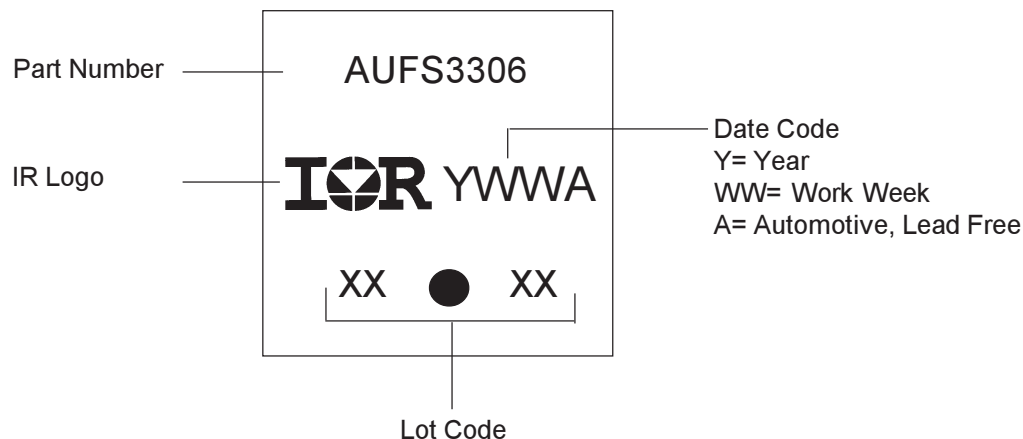 Part Number
AUFS3306
IR Logo
IOR YWWA
Date Code
Y= Year
WW= Work Week
A= Automotive, Lead Free
XX XX
Lot Code